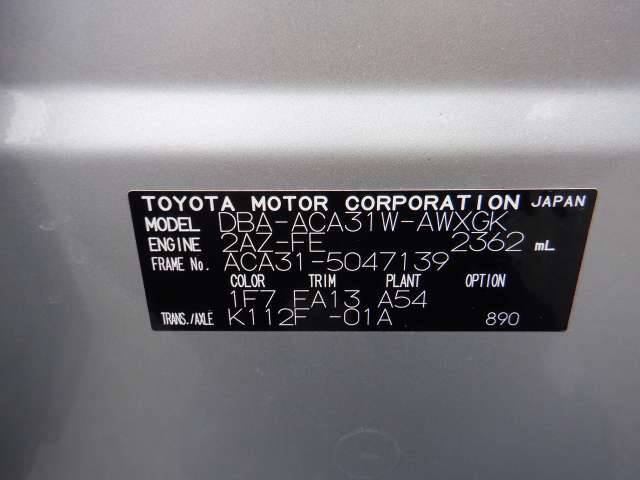 TOYOTA MOTOR CORPORATION JAPAN
MODEL DBA-ACA31W-AWXGK
ENGINE 2AZ-FE 2362 mL
FRAME No. ACA31-5047139
COLOR TRIM PLANT OPTION
1F7 FA13 A54
TRANS./AXLE K112F -01A 890